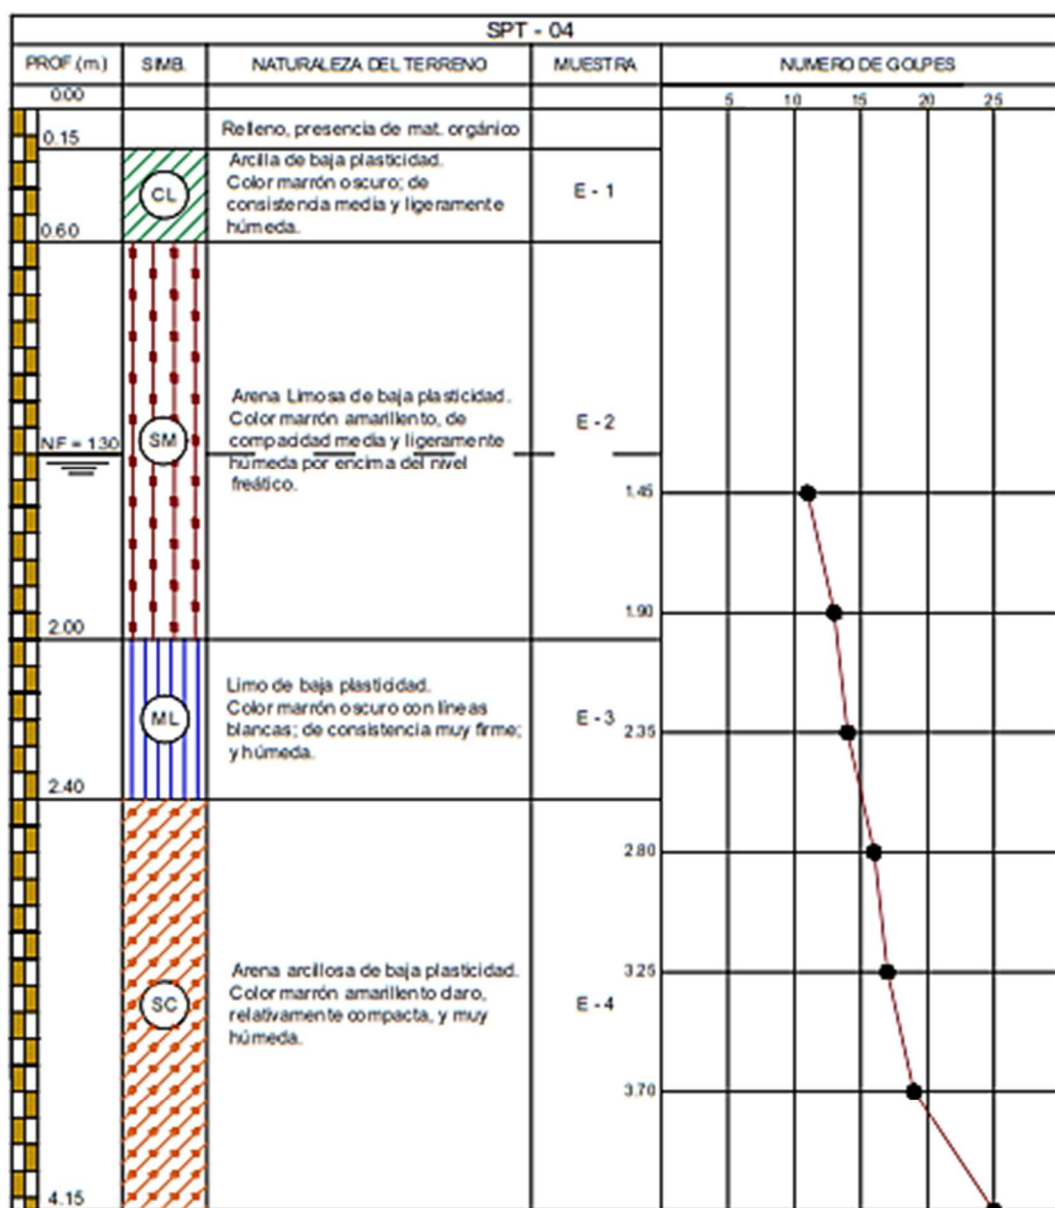 SPT - 04
PROF.(m.) SIMB. NATURALEZA DEL TERRENO MUESTRA NUMERO DE GOLPES
0.00
5 10 15 20 25
Relleno, presencia de mat. orgánico
0.15
CL
Arcilla de baja plasticidad.
Color marrón oscuro; de
consistencia media y ligeramente
húmeda.
E - 1
0.60
SM
Arena Limosa de baja plasticidad.
Color marrón amarillento, de
compacidad media y ligeramente
húmeda por encima del nivel
freático.
E - 2
NF = 1.30
1.45
1.90
2.00
ML
Limo de baja plasticidad.
Color marrón oscuro con líneas
blancas; de consistencia muy firme;
y húmeda.
E - 3
2.35
2.40
2.80
3.25
SC
Arena arcillosa de baja plasticidad.
Color marrón amarillento claro,
relativamente compacta, y muy
húmeda.
E - 4
3.70
4.15